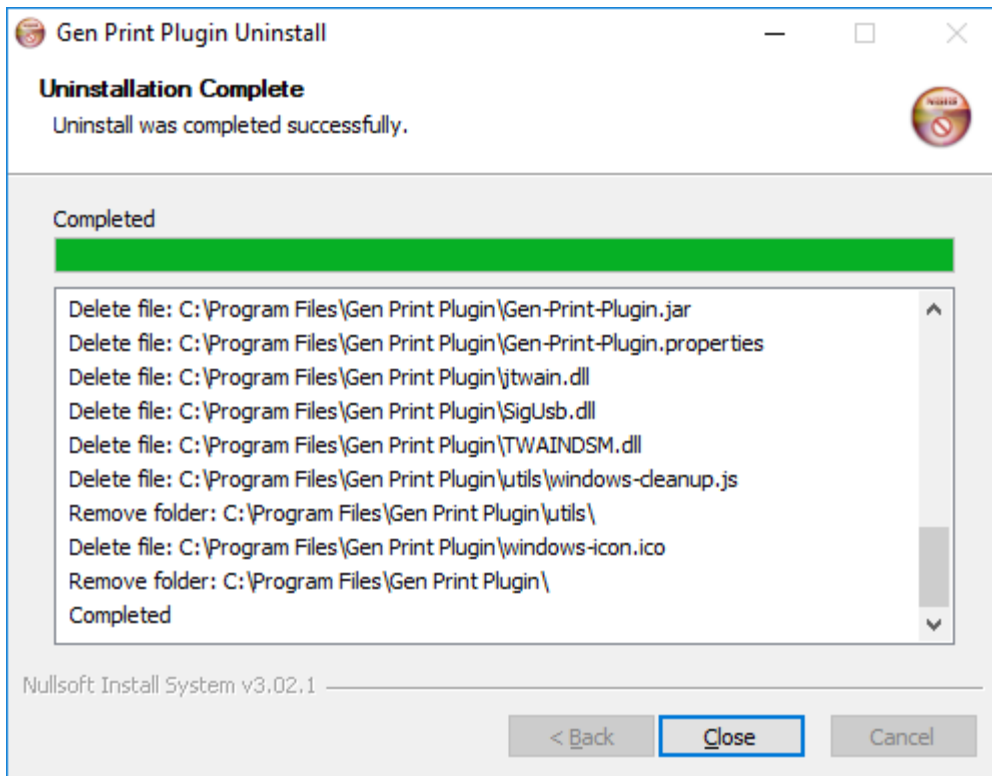 Gen Print Plugin Uninstall
Uninstallation Complete
Uninstall was completed successfully.
NSIS
Completed
Delete file: C:\Program Files\Gen Print Plugin\Gen-Print-Plugin.jar
Delete file: C:\Program Files\Gen Print Plugin\Gen-Print-Plugin.properties
Delete file: C:\Program Files\Gen Print Plugin\jtwain.dll
Delete file: C:\Program Files\Gen Print Plugin\SigUsb.dll
Delete file: C:\Program Files\Gen Print Plugin\TWAINDSM.dll
Delete file: C:\Program Files\Gen Print Plugin\utils\windows-cleanup.js
Remove folder: C:\Program Files\Gen Print Plugin\utils\
Delete file: C:\Program Files\Gen Print Plugin\windows-icon.ico
Remove folder: C:\Program Files\Gen Print Plugin\
Completed
Nullsoft Install System v3.02.1
< Back Close Cancel